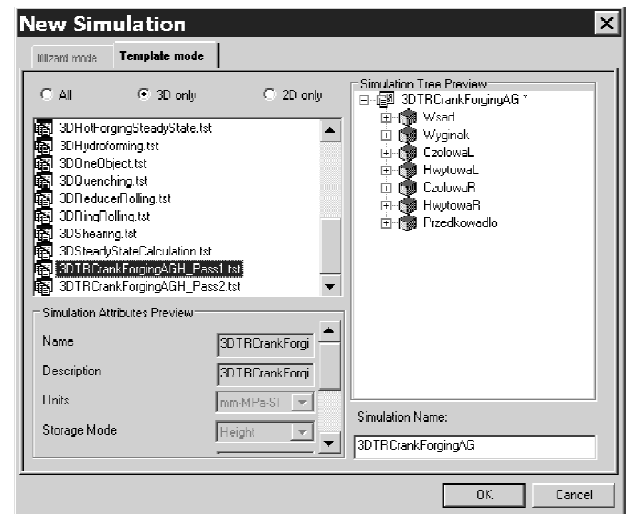 New Simulation
Wizard mode
Template mode
All
3D only
2D only
3DHotForgingSteadyState.tst
3DHydroforming.tst
3DOneObject.tst
3DQuenching.tst
3DReducerRolling.tst
3DRingRolling.tst
3DShearing.tst
3DSteadyStateCalculation.tst
3DTRCrankForgingAGH_Pass1.tst
3DTRCrankForgingAGH_Pass2.tst
Simulation Attributes Preview
Name
3DTRCrankForgi
Description
3DTRCrankForgi
Units
mm-MPa-SI
Storage Mode
Height
Simulation Tree Preview
3DTRCrankForgingAG *
Wsad
Wyginak
CzolowaL
HwytowaL
CzolowaR
HwytowaR
Przedkowadlo
Simulation Name:
3DTRCrankForgingAG
OK
Cancel